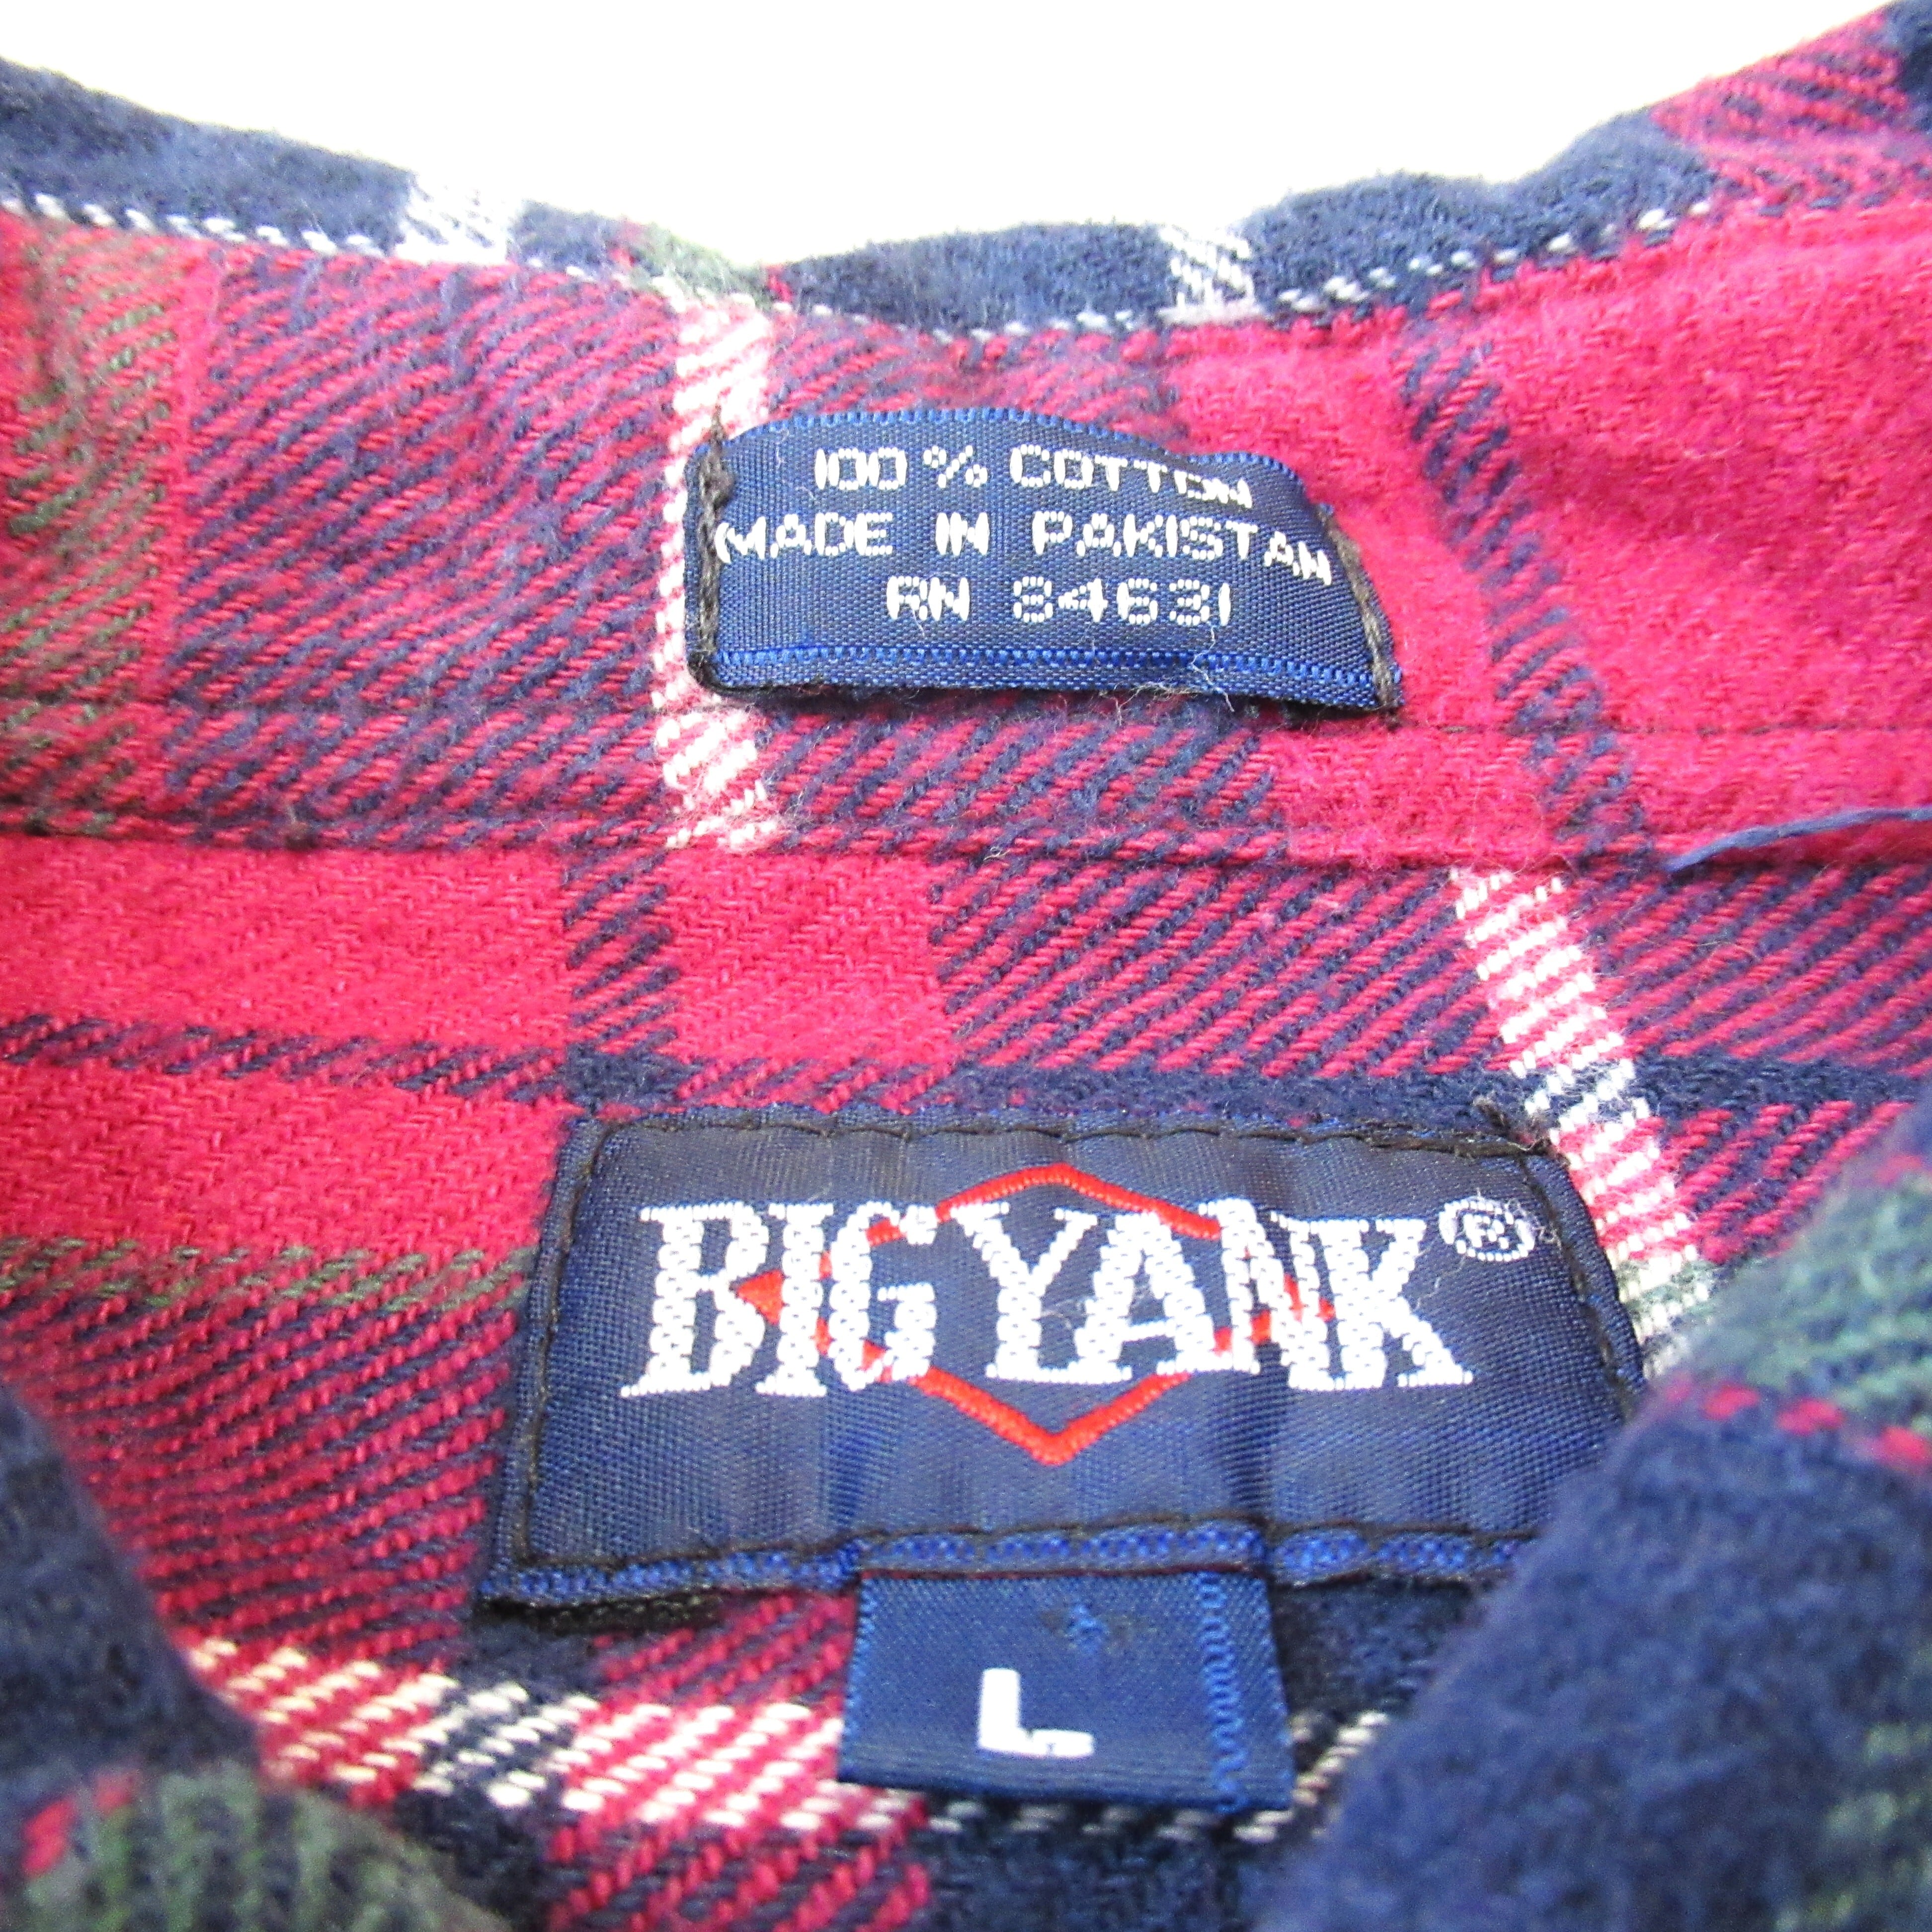 100% COTTON
MADE IN PAKISTAN
RN 84631
BIG YANK®
L